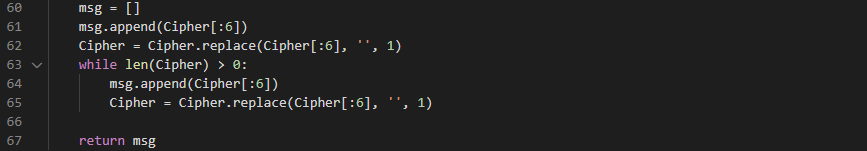 60 msg = []
61 msg.append(Cipher[:6])
62 Cipher = Cipher.replace(Cipher[:6], '', 1)
63 while len(Cipher) > 0:
64 msg.append(Cipher[:6])
65 Cipher = Cipher.replace(Cipher[:6], '', 1)
66
67 return msg